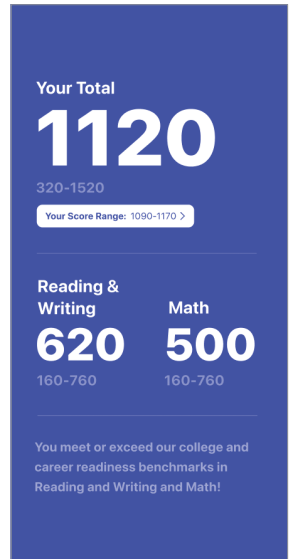 Your Total
1120
320-1520
Your Score Range: 1090-1170 >
Reading &
Writing
Math
620
500
160-760
160-760
You meet or exceed our college and
career readiness benchmarks in
Reading and Writing and Math!